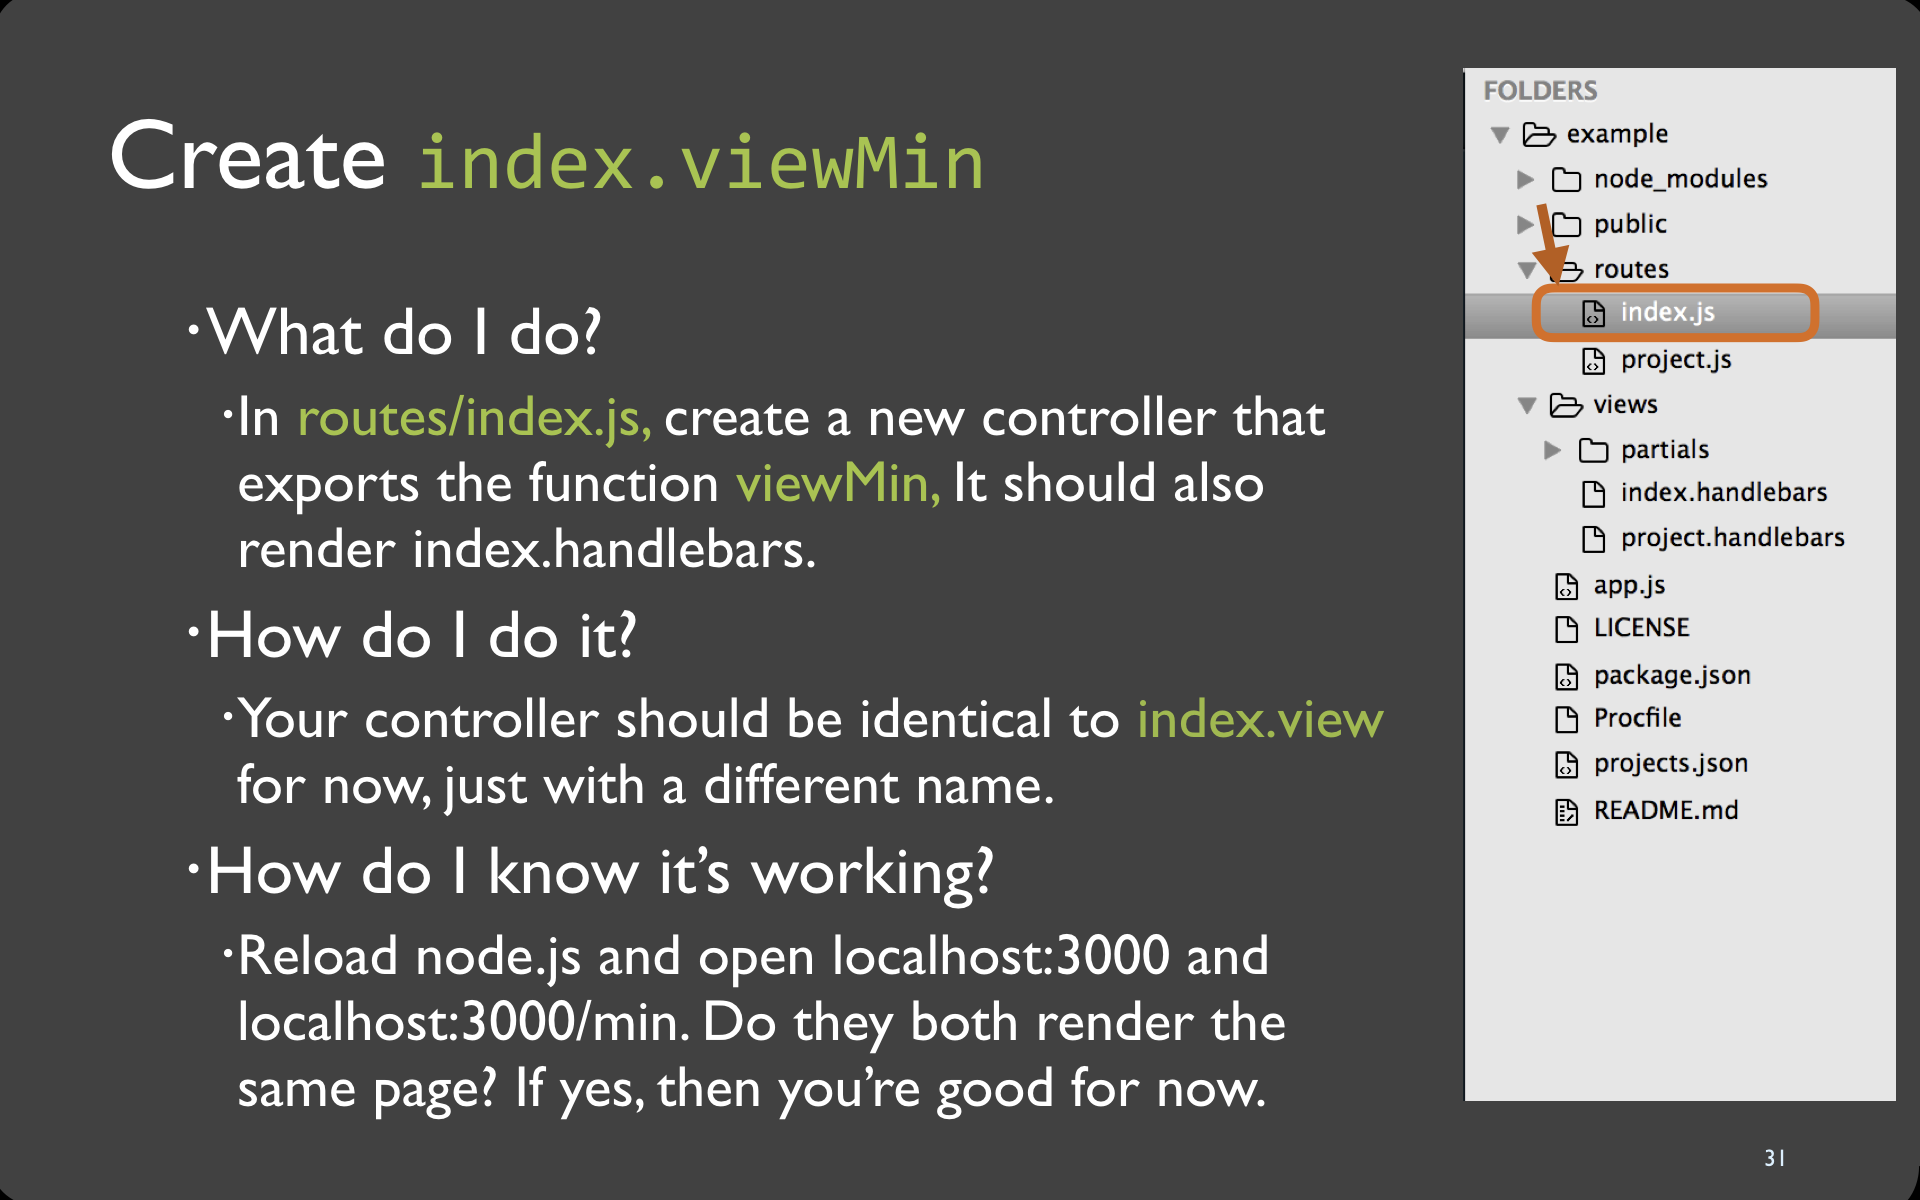 Create index.viewMin
·What do I do?
·In routes/index.js, create a new controller that
exports the function viewMin, It should also
render index.handlebars.
·How do I do it?
·Your controller should be identical to index.view
for now, just with a different name.
·How do I know it’s working?
·Reload node.js and open localhost:3000 and
localhost:3000/min. Do they both render the
same page? If yes, then you’re good for now.
FOLDERS
example
node_modules
public
routes
index.js
project.js
views
partials
index.handlebars
project.handlebars
app.js
LICENSE
package.json
Procfile
projects.json
README.md
31